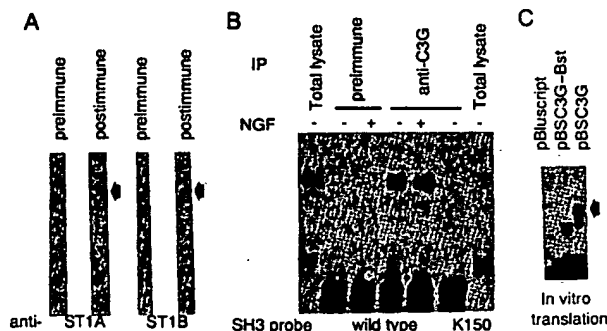 A
preimmune
postimmune
preimmune
postimmune
anti- ST1A ST1B
B
IP
Total lysate
preimmune
anti-C3G
Total lysate
NGF - - + - + - -
SH3 probe wild type K150
C
pBluscript
pBSC3G-Bst
pBSC3G
In vitro
translation